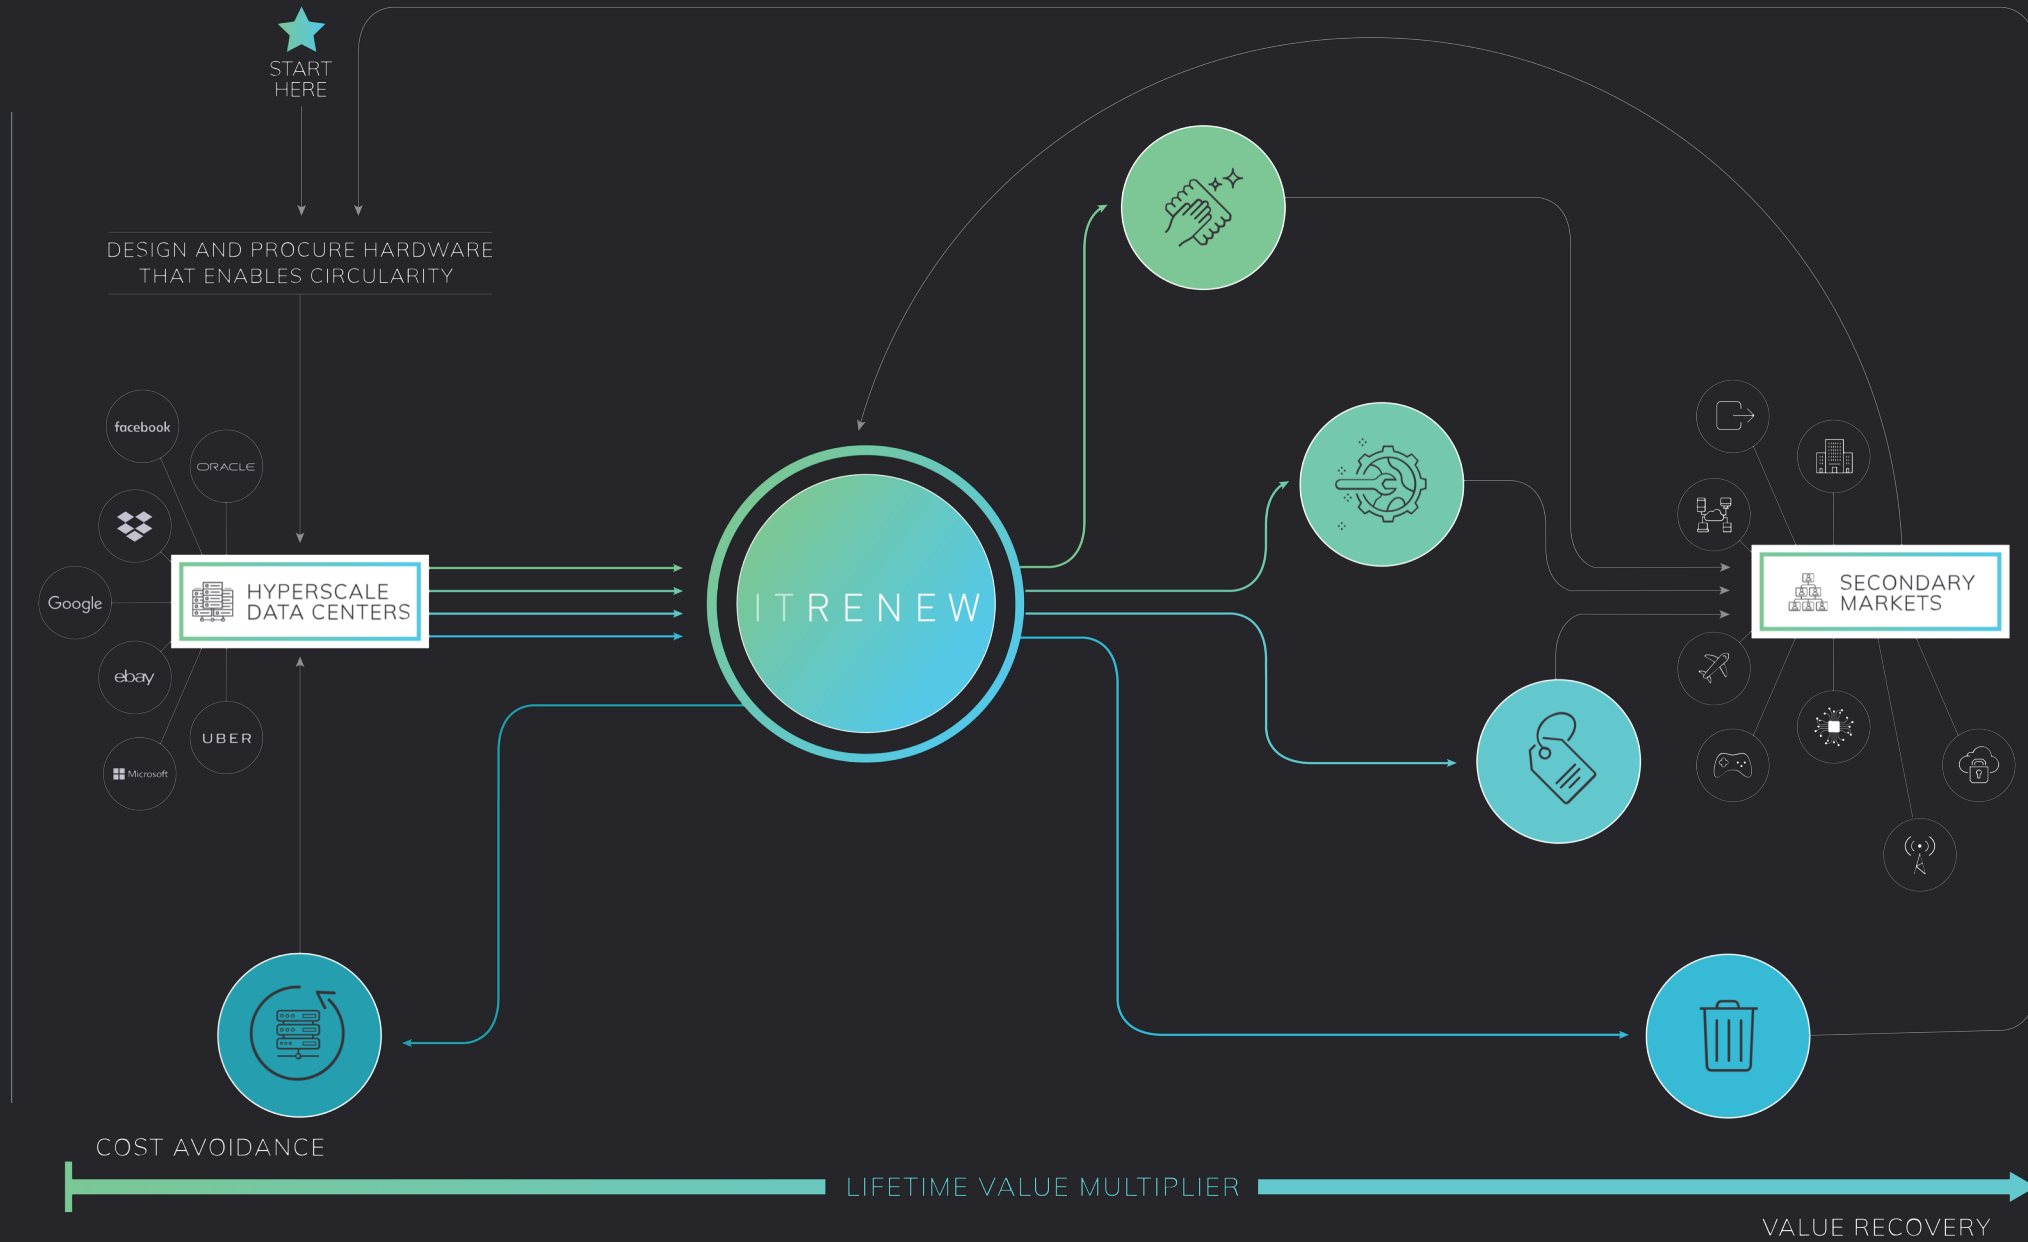 START
HERE
DESIGN AND PROCURE HARDWARE
THAT ENABLES CIRCULARITY
facebook
ORACLE
Google
ebay
UBER
Microsoft
HYPERSCALE
DATA CENTERS
ITRENEW
SECONDARY
MARKETS
COST AVOIDANCE
LIFETIME VALUE MULTIPLIER
VALUE RECOVERY